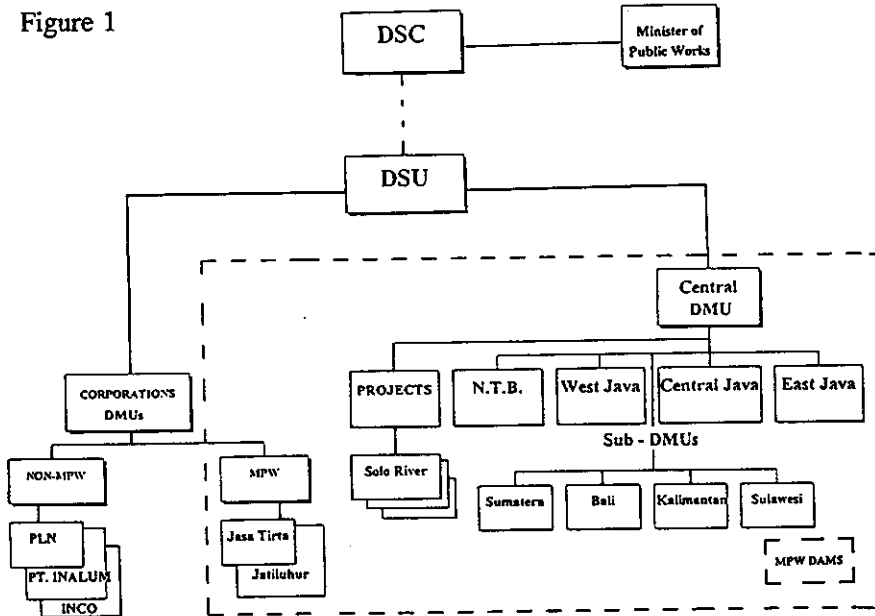 Figure 1
DSC
Minister of
Public Works
DSU
Central
DMU
CORPORATIONS
DMUs
PROJECTS
N.T.B.
West Java
Central Java
East Java
Sub - DMUs
NON-MPW
MPW
Solo River
Sumatera
Bali
Kalimantan
Sulawesi
PLN
PT. INALUM
INCO
Jasa Tirta
Jatiluhur
MPW DAMS